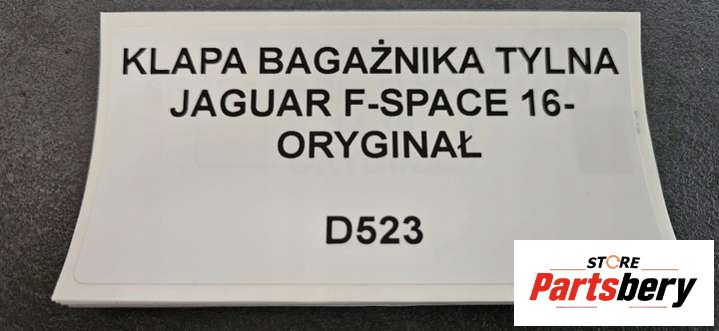 KLAPA BAGAŻNIKA TYLNA
JAGUAR F-SPACE 16-
ORYGINAŁ
D523
STORE
Partsbery